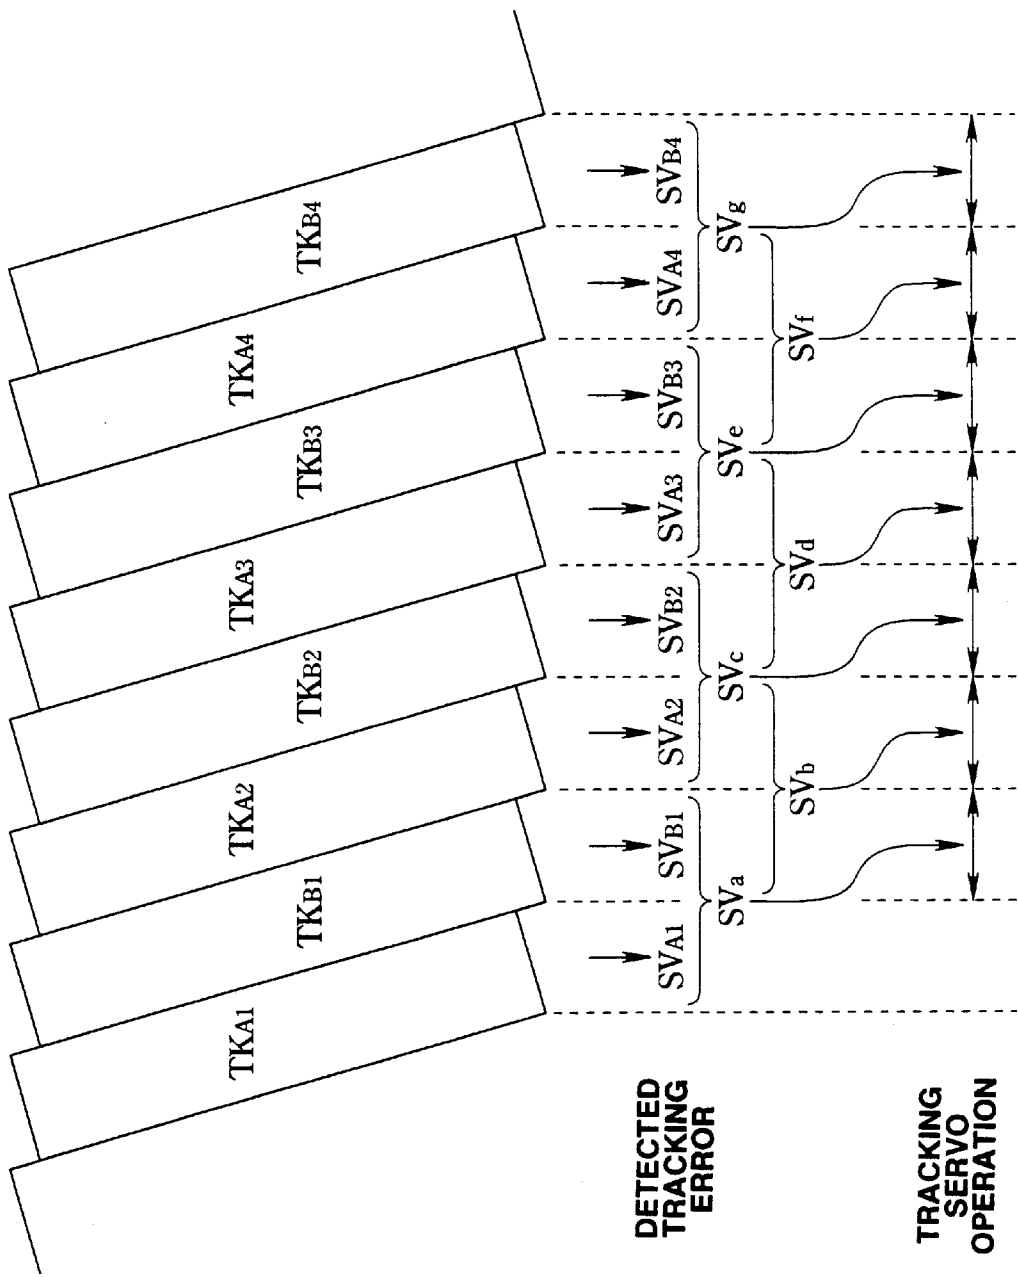 TKA1
TKB1
TKA2
TKB2
TKA3
TKB3
TKA4
TKB4
DETECTED
TRACKING
ERROR
SVA1
SVB1
SVA2
SVB2
SVA3
SVB3
SVA4
SVB4
SVa
SVb
SVc
SVd
SVe
SVf
SVg
TRACKING
SERVO
OPERATION